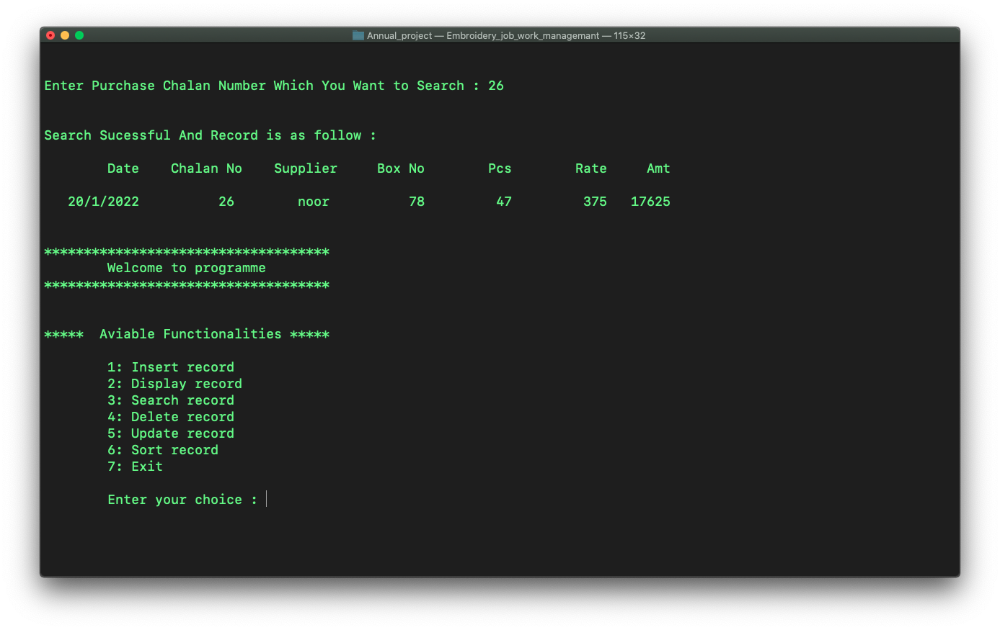 Annual_project — Embroidery_job_work_managemant — 115×32
Enter Purchase Chalan Number Which You Want to Search : 26
Search Sucessful And Record is as follow :
Date Chalan No Supplier Box No Pcs Rate Amt
20/1/2022 26 noor 78 47 375 17625
************************************
Welcome to programme
************************************
***** Aviable Functionalities *****
1: Insert record
2: Display record
3: Search record
4: Delete record
5: Update record
6: Sort record
7: Exit
Enter your choice :